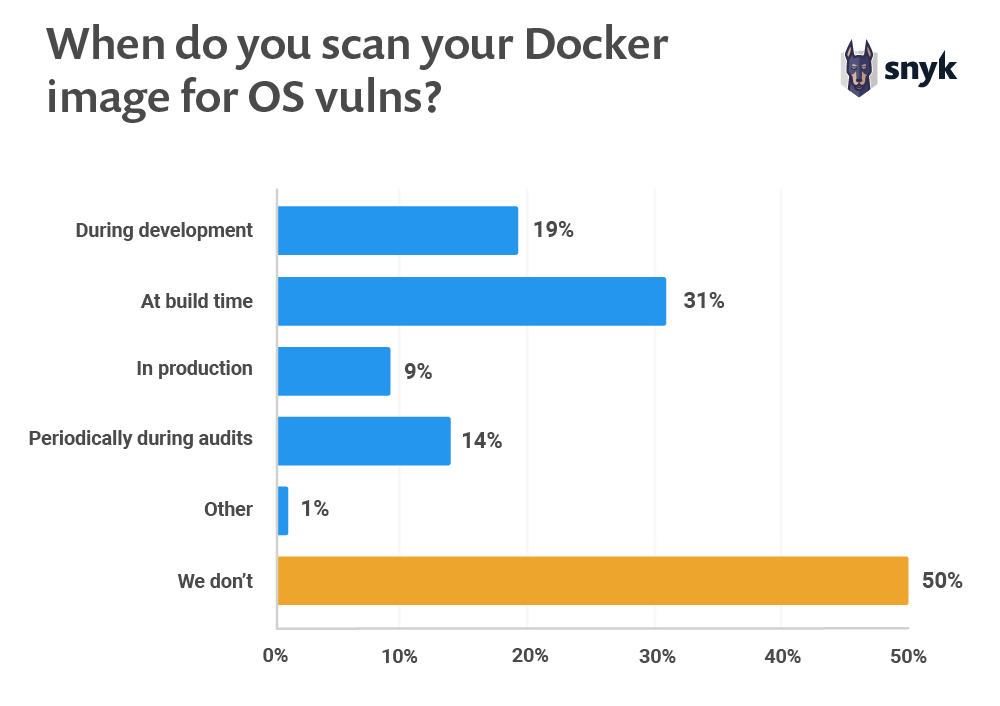 When do you scan your Docker
image for OS vulns?
snyk
During development
19%
At build time
31%
In production
9%
Periodically during audits
14%
Other
1%
We don’t
50%
0%
10%
20%
30%
40%
50%